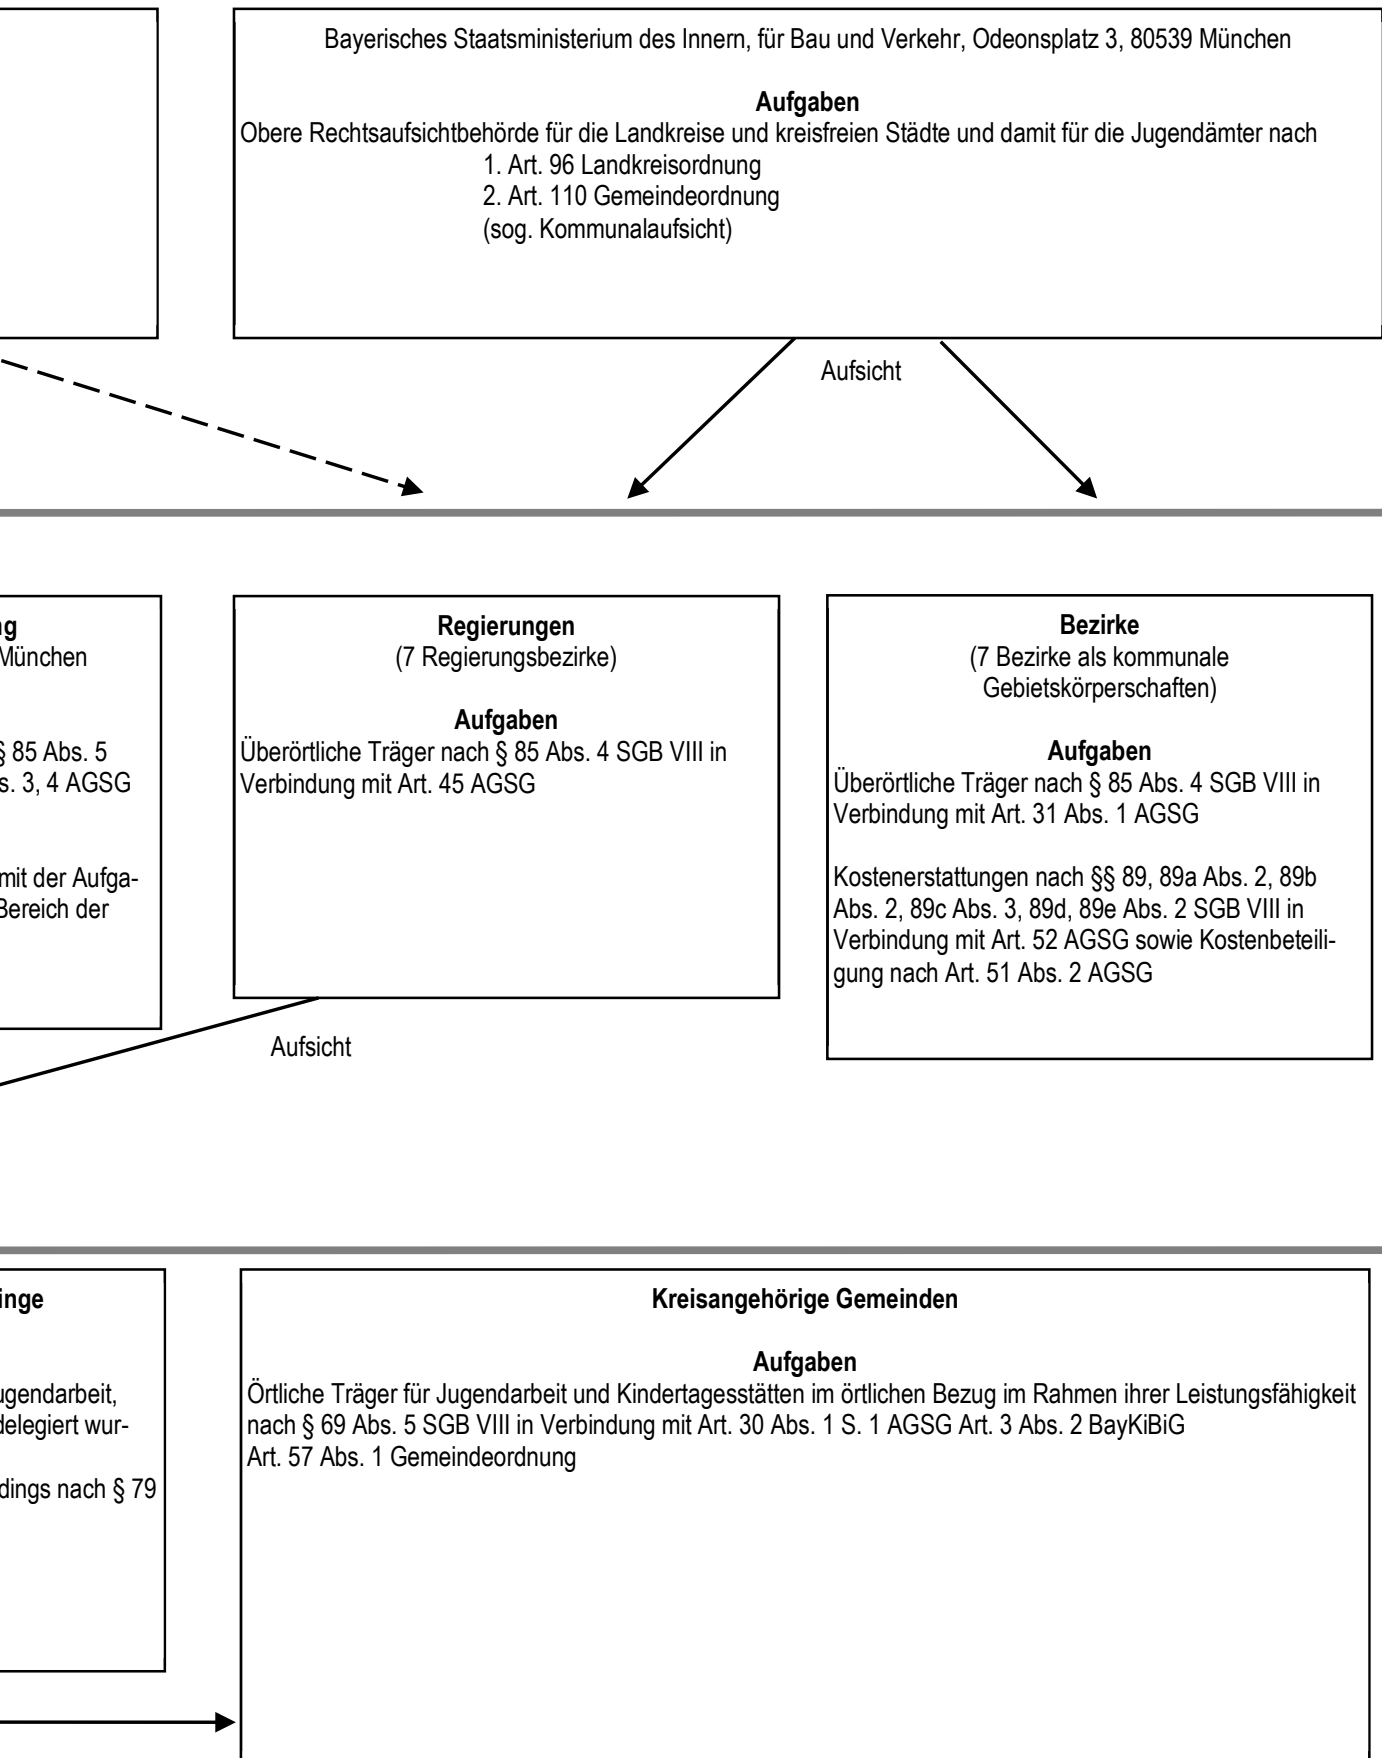 Bayerisches Staatsministerium des Innern, für Bau und Verkehr, Odeonsplatz 3, 80539 München
Aufgaben
Obere Rechtsaufsichtbehörde für die Landkreise und kreisfreien Städte und damit für die Jugendämter nach
1. Art. 96 Landkreisordnung
2. Art. 110 Gemeindeordnung
(sog. Kommunalaufsicht)
Aufsicht
g
München
§ 85 Abs. 5
s. 3, 4 AGSG
mit der Aufga-
Bereich der
Regierungen
(7 Regierungsbezirke)
Aufgaben
Überörtliche Träger nach § 85 Abs. 4 SGB VIII in
Verbindung mit Art. 45 AGSG
Bezirke
(7 Bezirke als kommunale
Gebietskörperschaften)
Aufgaben
Überörtliche Träger nach § 85 Abs. 4 SGB VIII in
Verbindung mit Art. 31 Abs. 1 AGSG
Kostenerstattungen nach §§ 89, 89a Abs. 2, 89b
Abs. 2, 89c Abs. 3, 89d, 89e Abs. 2 SGB VIII in
Verbindung mit Art. 52 AGSG sowie Kostenbeteili-
gung nach Art. 51 Abs. 2 AGSG
Aufsicht
inge
ugendarbeit,
delegiert wur-
dings nach § 79
Kreisangehörige Gemeinden
Aufgaben
Örtliche Träger für Jugendarbeit und Kindertagesstätten im örtlichen Bezug im Rahmen ihrer Leistungsfähigkeit
nach § 69 Abs. 5 SGB VIII in Verbindung mit Art. 30 Abs. 1 S. 1 AGSG Art. 3 Abs. 2 BayKiBiG
Art. 57 Abs. 1 Gemeindeordnung